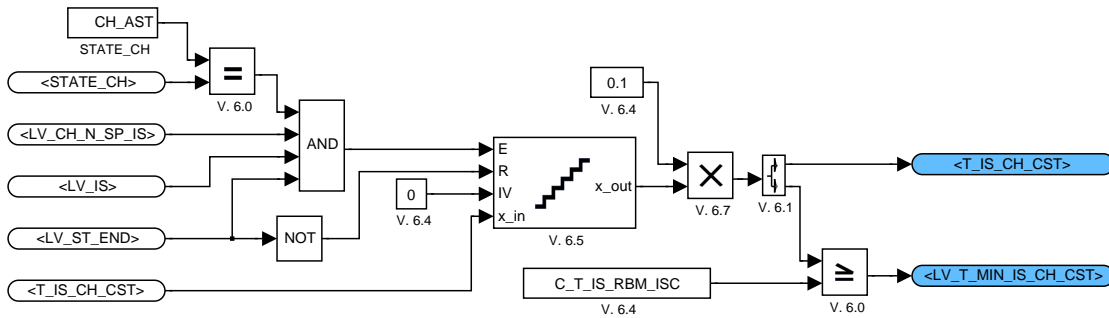 CH_AST
STATE_CH
<STATE_CH>
=
V. 6.0
<LV_CH_N_SP_IS>
<LV_IS>
<LV_ST_END>
<T_IS_CH_CST>
AND
NOT
0
V. 6.4
E
R
IV
x_in
x_out
V. 6.5
0.1
V. 6.4
×
V. 6.7
V. 6.1
C_T_IS_RBM_ISC
V. 6.4
≥
V. 6.0
<T_IS_CH_CST>
<LV_T_MIN_IS_CH_CST>